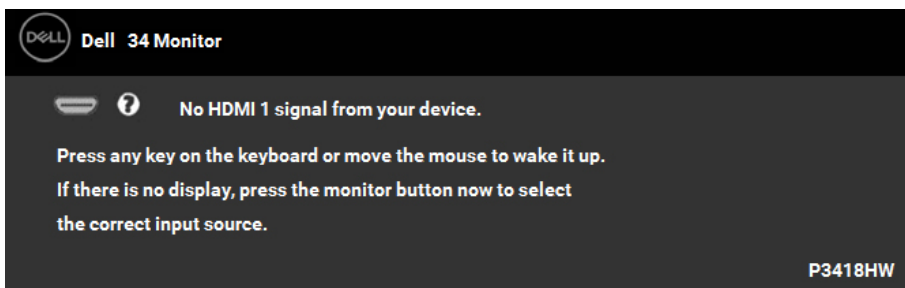 DELL Dell 34 Monitor
? No HDMI 1 signal from your device.
Press any key on the keyboard or move the mouse to wake it up.
If there is no display, press the monitor button now to select
the correct input source.
P3418HW